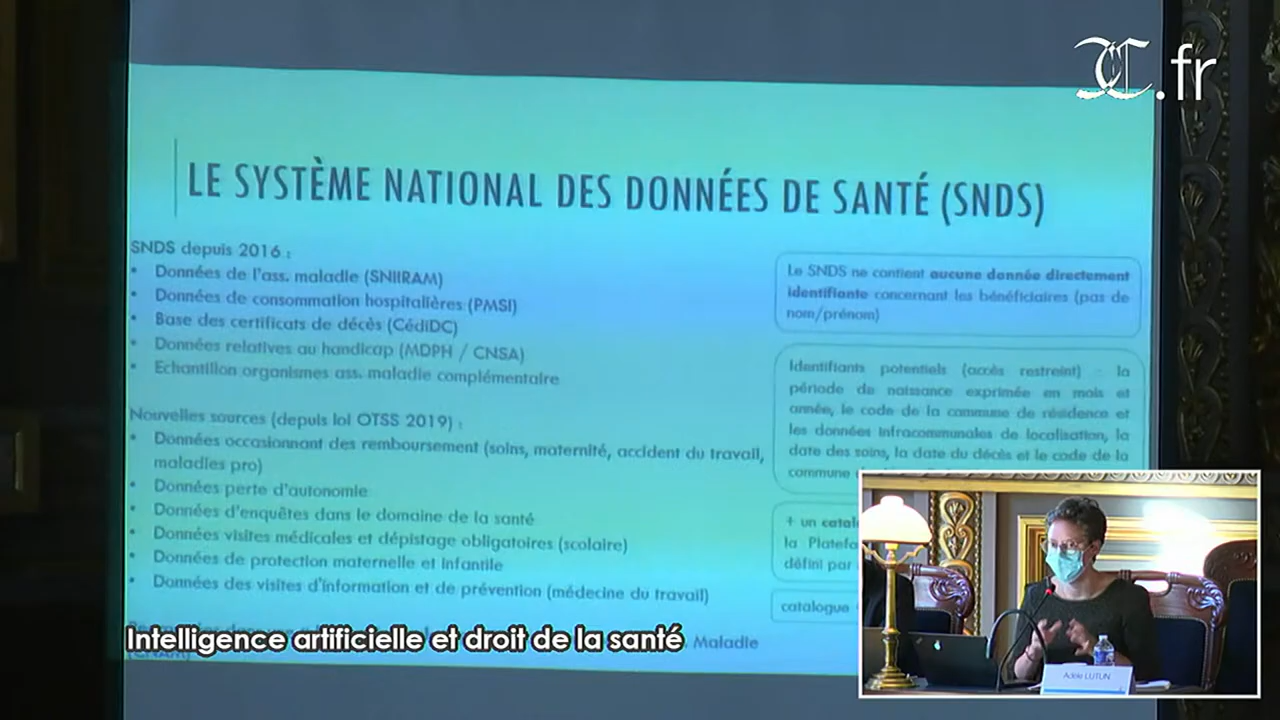 .fr
LE SYSTÈME NATIONAL DES DONNÉES DE SANTÉ (SNDS)
SNDS depuis 2016 :
• Données de l'ass. maladie (SNIIRAM)
• Données de consommation hospitalières (PMSI)
• Base des certificats de décès (CédiDC)
• Données relatives au handicap (MDPH / CNSA)
• Echantillon organismes ass. maladie complémentaire
Nouvelles sources (depuis loi OTSS 2019) :
• Données occasionnant des remboursement (soins, maternité, accident du travail,
maladies pro)
• Données perte d'autonomie
• Données d'enquêtes dans le domaine de la santé
• Données visites médicales et dépistage obligatoires (scolaire)
• Données de protection maternelle et infantile
• Données des visites d'information et de prévention (médecine du travail)
Maladie
Le SNDS ne contient aucune donnée directement
identifiante concernant les bénéficiaires (pas de
nom/prénom)
Identifiants potentiels (accès restreint) : la
période de naissance exprimée en mois et
année, le code de la commune de résidence et
les données infracommunales de localisation, la
date des soins, la date du décès et le code de la
commune
+ un
la
défini par
catalogue
Intelligence artificielle et droit de la santé
Adèle LUTUN